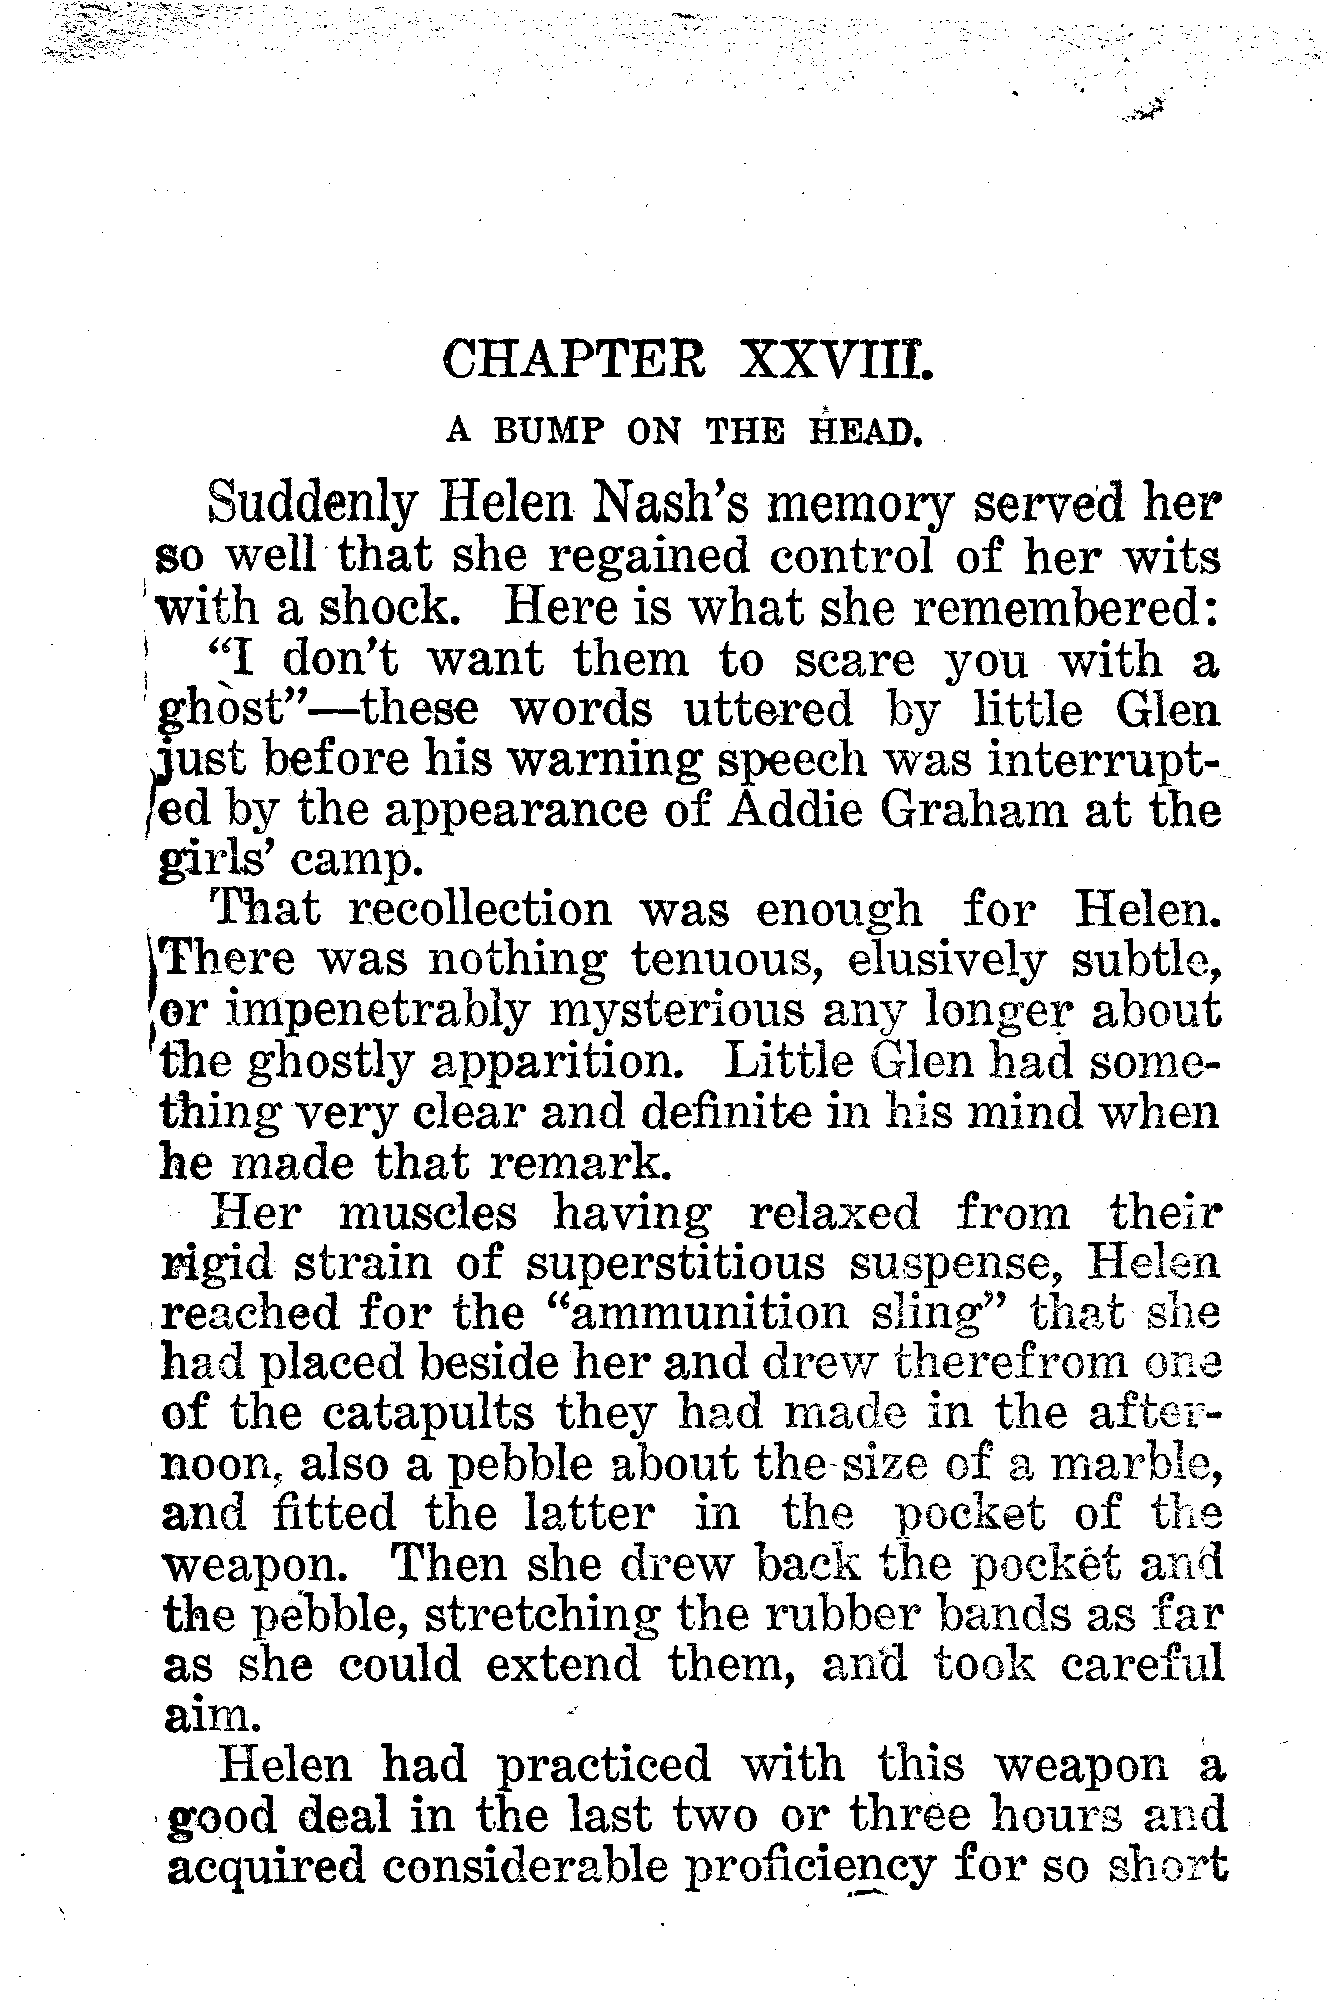 CHAPTER XXVIII.
A BUMP ON THE HEAD.
Suddenly Helen Nash's memory served her
so well that she regained control of her wits
with a shock. Here is what she remembered:
"I don't want them to scare you with a
ghost"—these words uttered by little Glen
just before his warning speech was interrupt-
ed by the appearance of Addie Graham at the
girls' camp.
That recollection was enough for Helen.
There was nothing tenuous, elusively subtle,
or impenetrably mysterious any longer about
the ghostly apparition. Little Glen had some-
thing very clear and definite in his mind when
he made that remark.
Her muscles having relaxed from their
rigid strain of superstitious suspense, Helen
reached for the "ammunition sling" that she
had placed beside her and drew therefrom one
of the catapults they had made in the after-
noon, also a pebble about the size of a marble,
and fitted the latter in the pocket of the
weapon. Then she drew back the pocket and
the pebble, stretching the rubber bands as far
as she could extend them, and took careful
aim.
Helen had practiced with this weapon a
good deal in the last two or three hours and
acquired considerable proficiency for so short